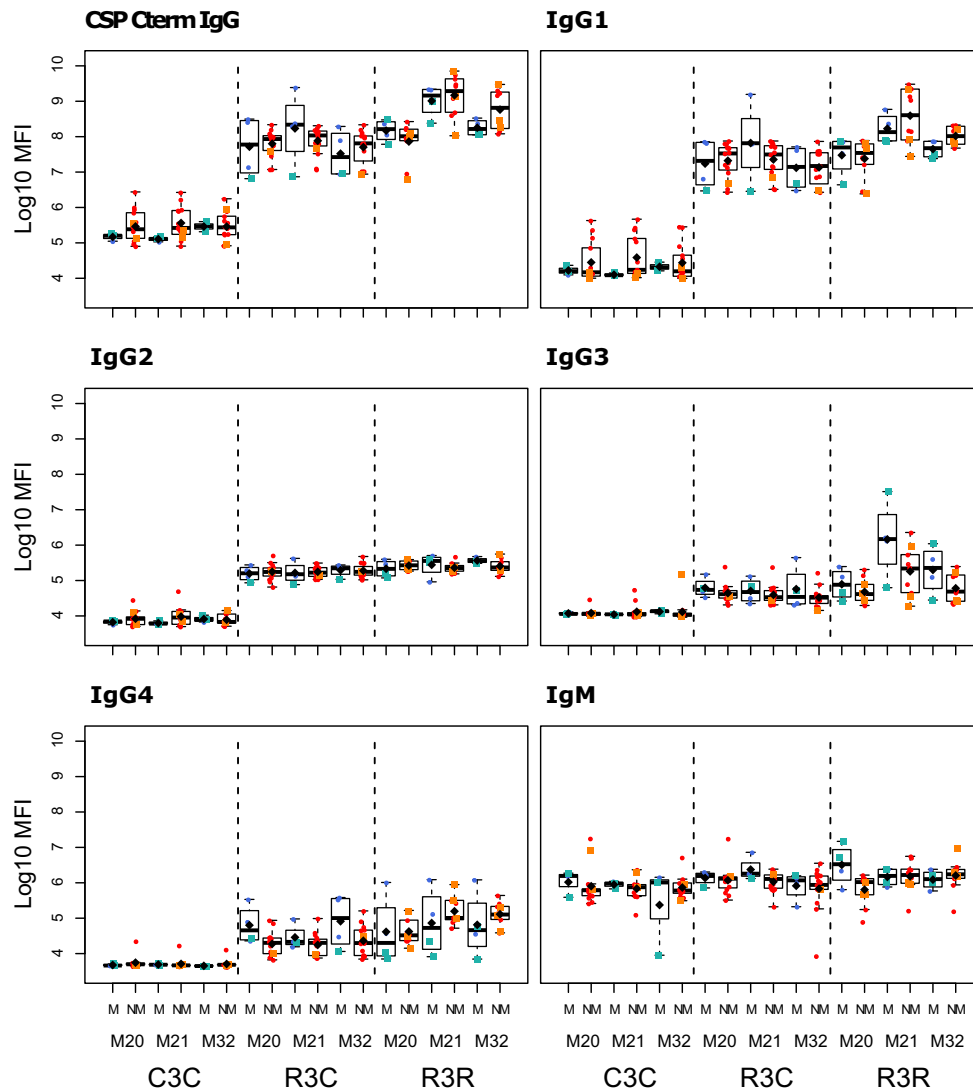 CSP Cterm IgG
IgG1
Log10 MFI
4 5 6 7 8 9 10
IgG2
IgG3
Log10 MFI
4 5 6 7 8 9 10
IgG4
IgM
Log10 MFI
4 5 6 7 8 9 10
M NM M NM M NM M NM M NM M NM M NM M NM M NM
M NM M NM M NM M NM M NM M NM M NM M NM M NM
M20 M21 M32 M20 M21 M32 M20 M21 M32
M20 M21 M32 M20 M21 M32 M20 M21 M32
C3C R3C R3R
C3C R3C R3R